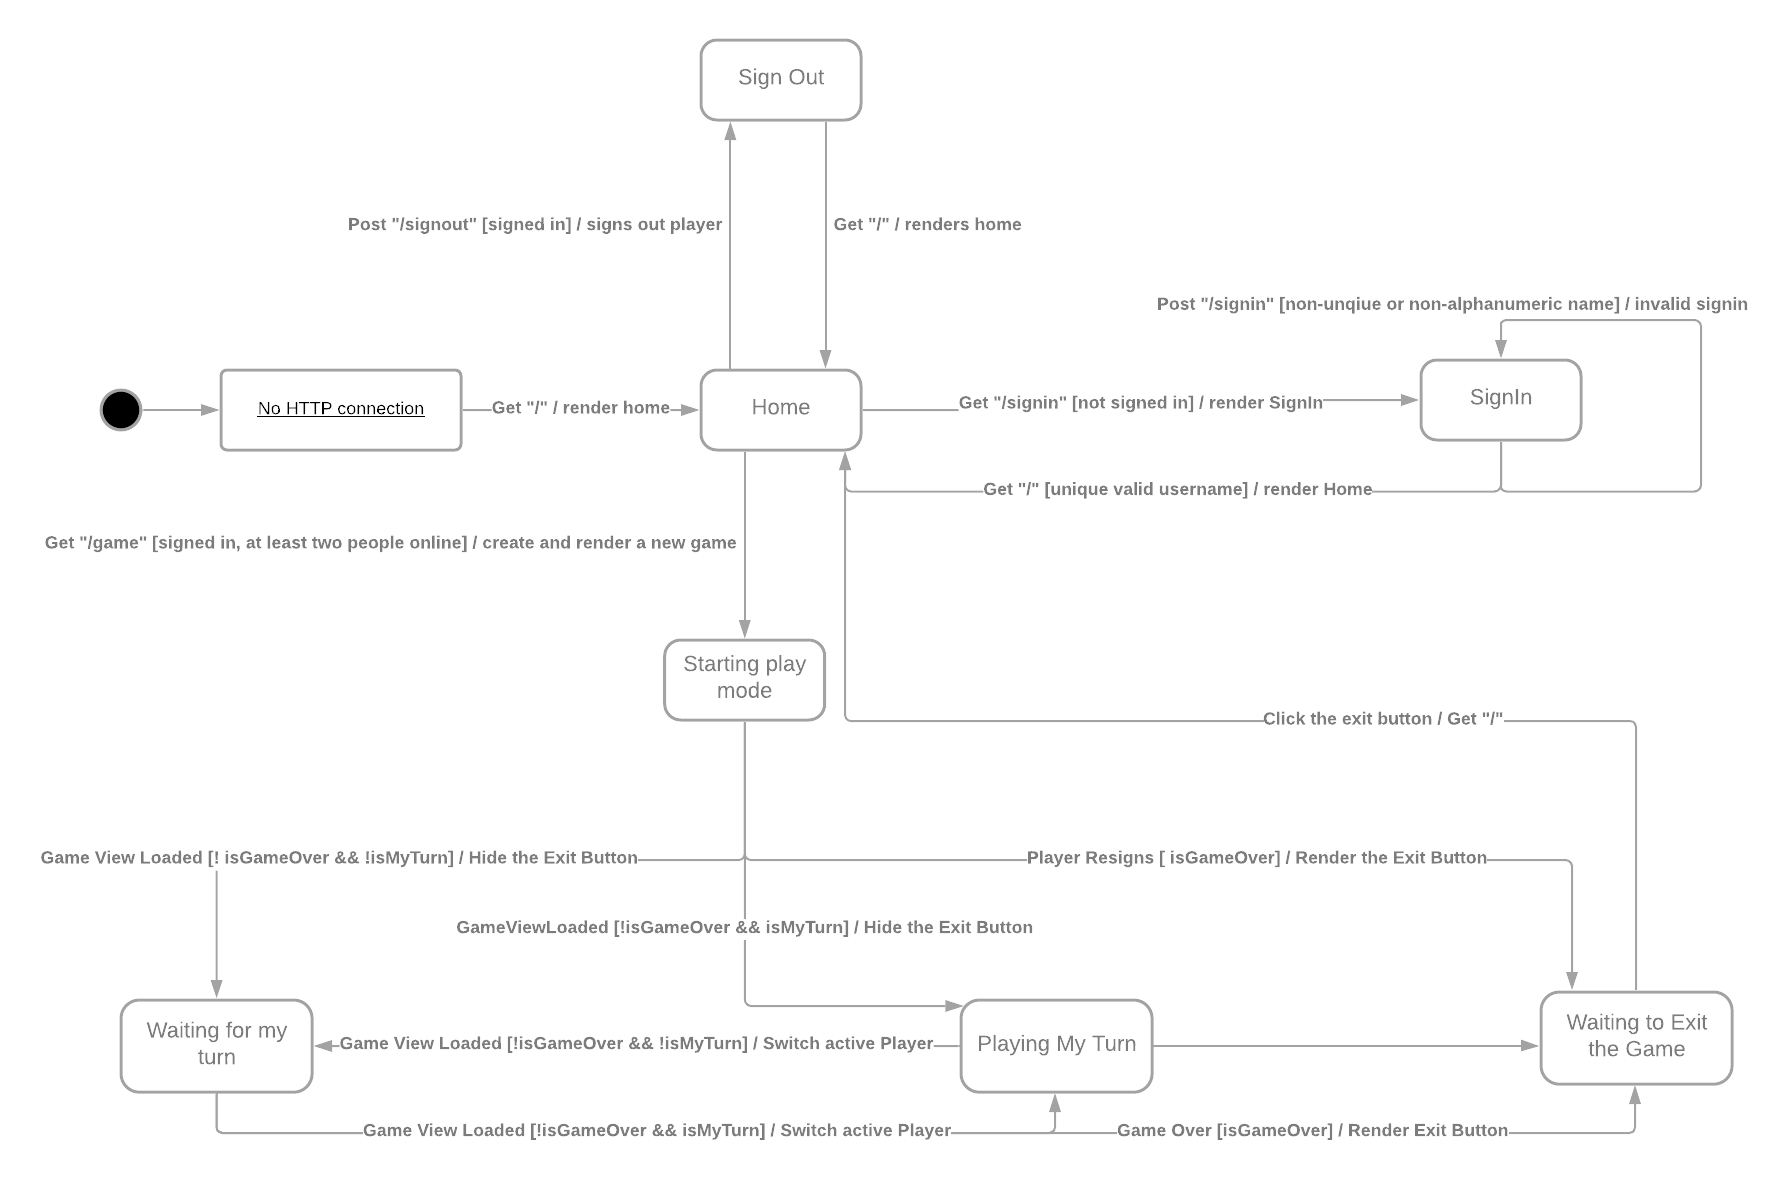 Sign Out
Post "/signout" [signed in] / signs out player
Get "/" / renders home
Post "/signin" [non-unqiue or non-alphanumeric name] / invalid signin
No HTTP connection
Get "/" / render home
Home
Get "/signin" [not signed in] / render SignIn
SignIn
Get "/" [unique valid username] / render Home
Get "/game" [signed in, at least two people online] / create and render a new game
Starting play
mode
Click the exit button / Get "/"
Game View Loaded [! isGameOver && !isMyTurn] / Hide the Exit Button
Player Resigns [ isGameOver] / Render the Exit Button
GameViewLoaded [!isGameOver && isMyTurn] / Hide the Exit Button
Waiting for my
turn
Game View Loaded [!isGameOver && !isMyTurn] / Switch active Player
Playing My Turn
Waiting to Exit
the Game
Game View Loaded [!isGameOver && isMyTurn] / Switch active Player
Game Over [isGameOver] / Render Exit Button